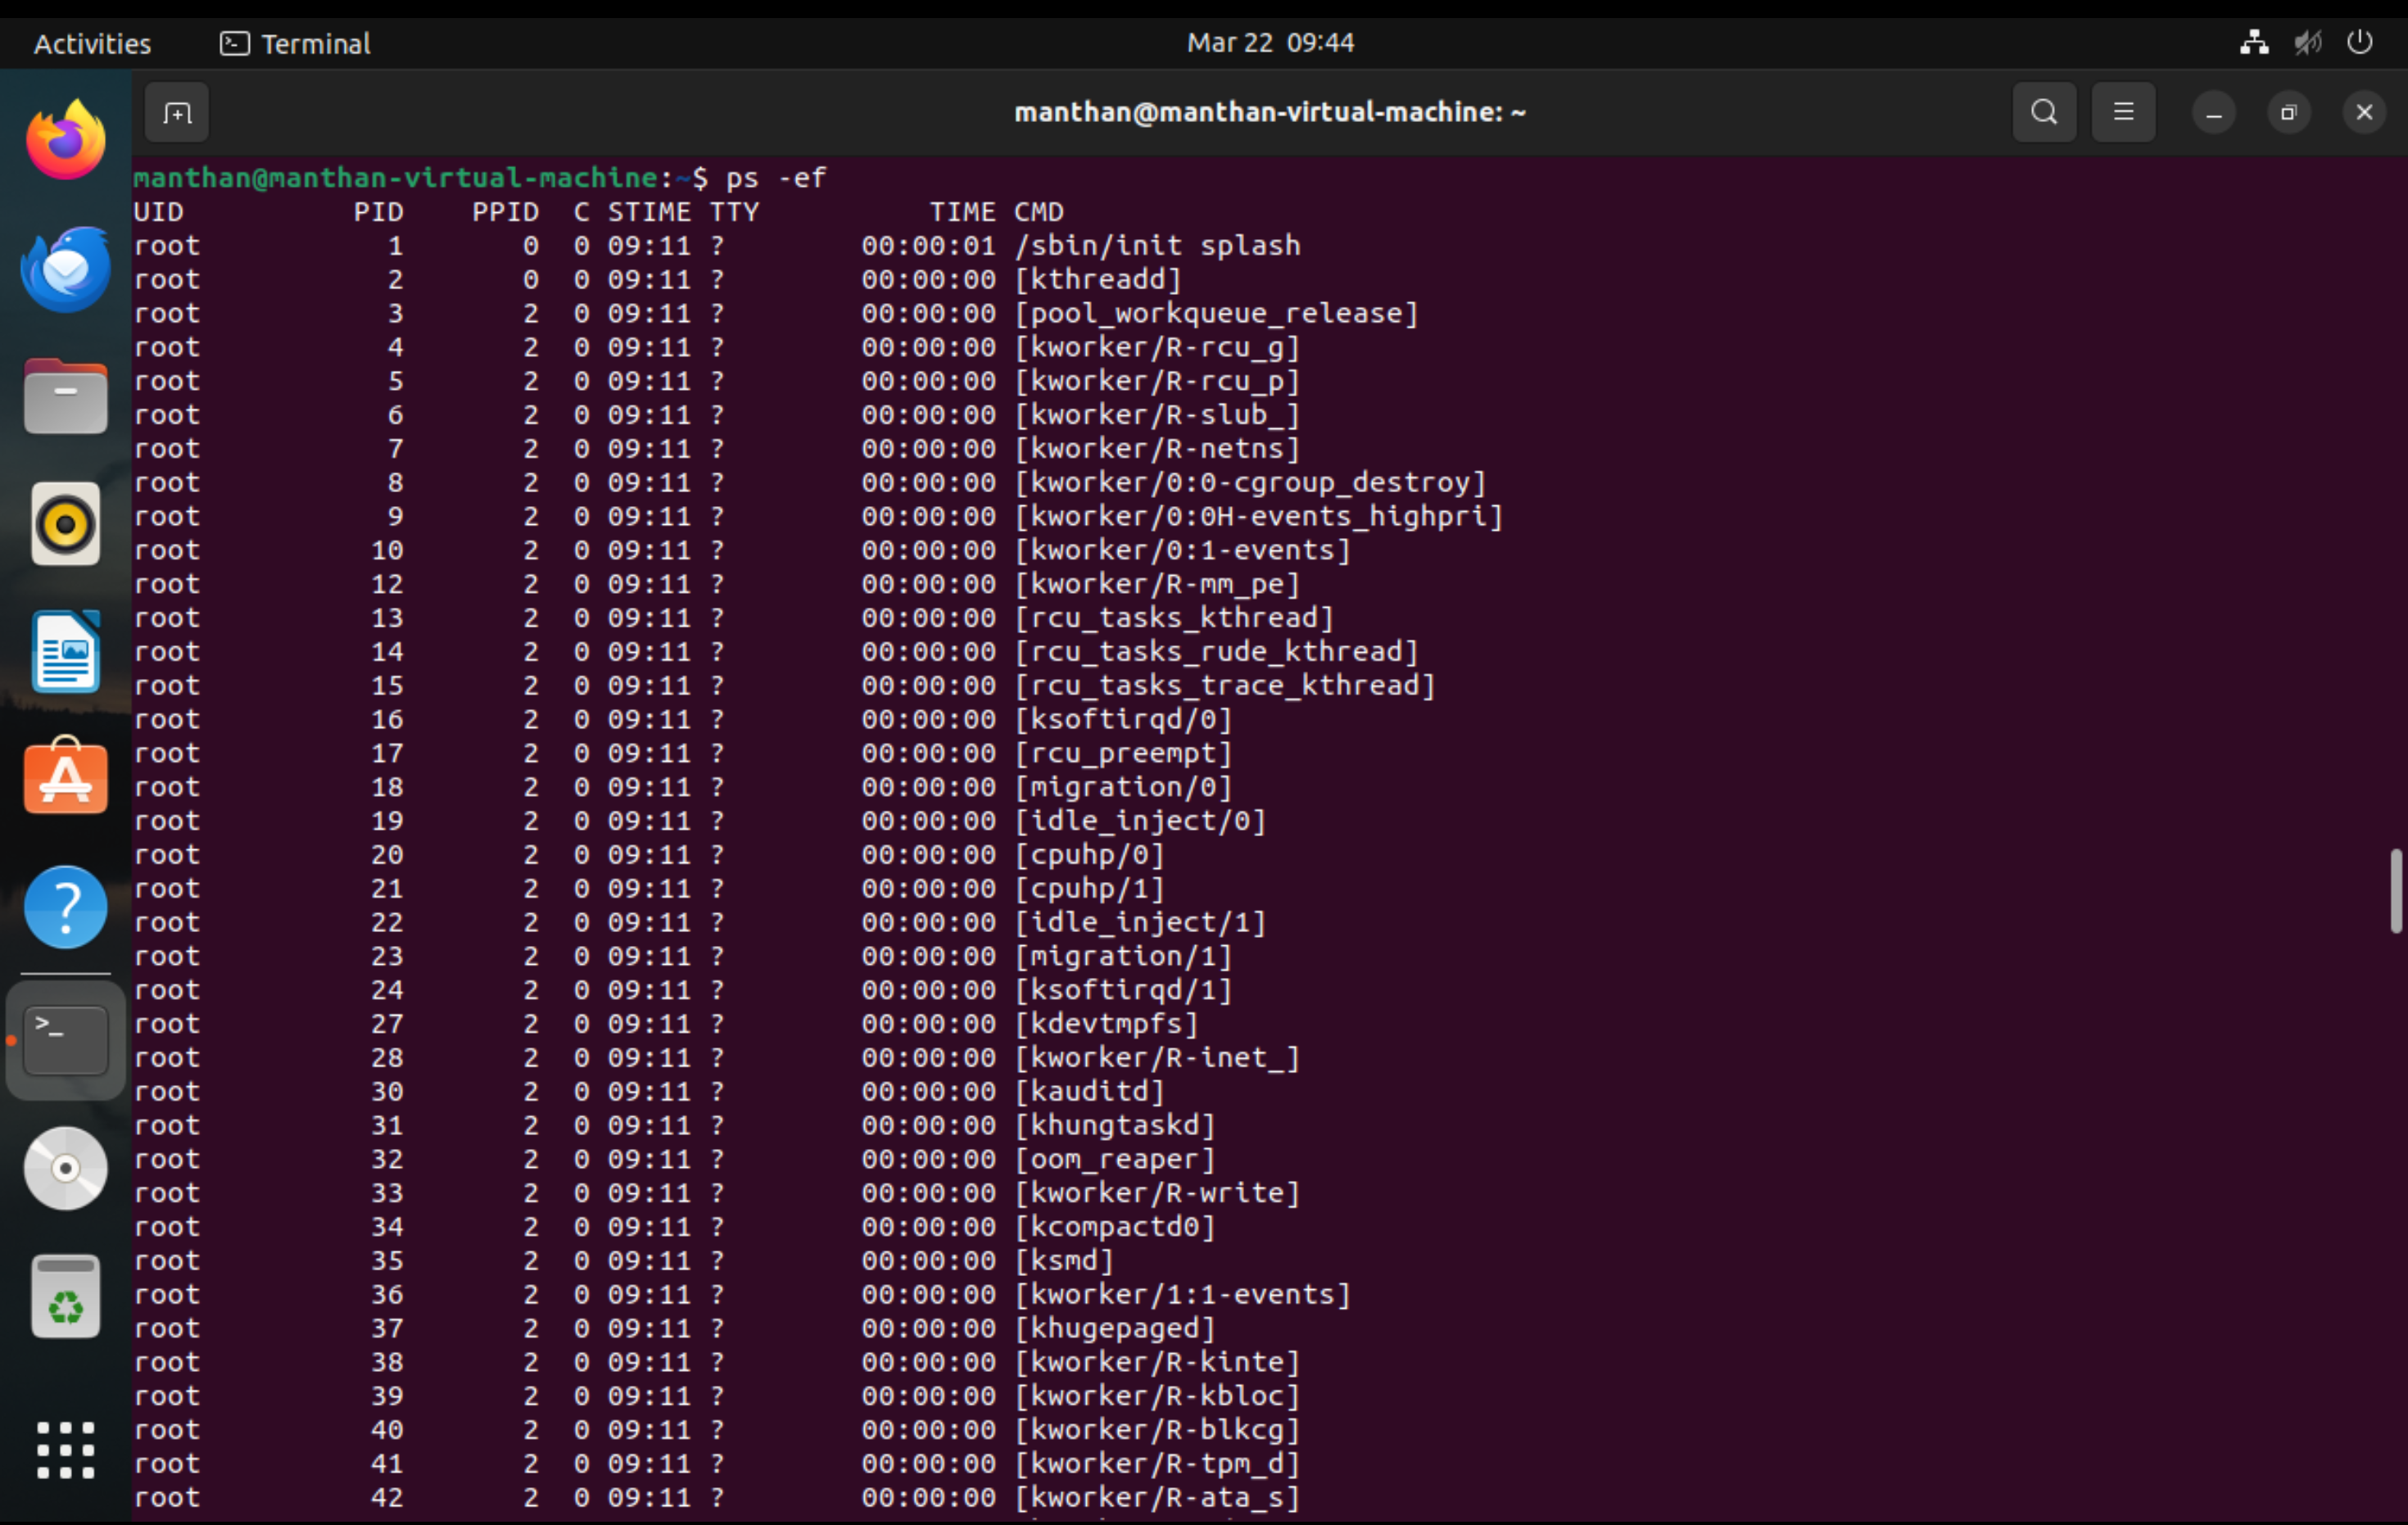 Activities Terminal Mar 22 09:44
manthan@manthan-virtual-machine: ~
manthan@manthan-virtual-machine:~$ ps -ef
UID PID PPID C STIME TTY TIME CMD
root 1 0 0 09:11 ? 00:00:01 /sbin/init splash
root 2 0 0 09:11 ? 00:00:00 [kthreadd]
root 3 2 0 09:11 ? 00:00:00 [pool_workqueue_release]
root 4 2 0 09:11 ? 00:00:00 [kworker/R-rcu_g]
root 5 2 0 09:11 ? 00:00:00 [kworker/R-rcu_p]
root 6 2 0 09:11 ? 00:00:00 [kworker/R-slub_]
root 7 2 0 09:11 ? 00:00:00 [kworker/R-netns]
root 8 2 0 09:11 ? 00:00:00 [kworker/0:0-cgroup_destroy]
root 9 2 0 09:11 ? 00:00:00 [kworker/0:0H-events_highpri]
root 10 2 0 09:11 ? 00:00:00 [kworker/0:1-events]
root 12 2 0 09:11 ? 00:00:00 [kworker/R-mm_pe]
root 13 2 0 09:11 ? 00:00:00 [rcu_tasks_kthread]
root 14 2 0 09:11 ? 00:00:00 [rcu_tasks_rude_kthread]
root 15 2 0 09:11 ? 00:00:00 [rcu_tasks_trace_kthread]
root 16 2 0 09:11 ? 00:00:00 [ksoftirqd/0]
root 17 2 0 09:11 ? 00:00:00 [rcu_preempt]
root 18 2 0 09:11 ? 00:00:00 [migration/0]
root 19 2 0 09:11 ? 00:00:00 [idle_inject/0]
root 20 2 0 09:11 ? 00:00:00 [cpuhp/0]
root 21 2 0 09:11 ? 00:00:00 [cpuhp/1]
root 22 2 0 09:11 ? 00:00:00 [idle_inject/1]
root 23 2 0 09:11 ? 00:00:00 [migration/1]
root 24 2 0 09:11 ? 00:00:00 [ksoftirqd/1]
root 27 2 0 09:11 ? 00:00:00 [kdevtmpfs]
root 28 2 0 09:11 ? 00:00:00 [kworker/R-inet_]
root 30 2 0 09:11 ? 00:00:00 [kauditd]
root 31 2 0 09:11 ? 00:00:00 [khungtaskd]
root 32 2 0 09:11 ? 00:00:00 [oom_reaper]
root 33 2 0 09:11 ? 00:00:00 [kworker/R-write]
root 34 2 0 09:11 ? 00:00:00 [kcompactd0]
root 35 2 0 09:11 ? 00:00:00 [ksmd]
root 36 2 0 09:11 ? 00:00:00 [kworker/1:1-events]
root 37 2 0 09:11 ? 00:00:00 [khugepaged]
root 38 2 0 09:11 ? 00:00:00 [kworker/R-kinte]
root 39 2 0 09:11 ? 00:00:00 [kworker/R-kbloc]
root 40 2 0 09:11 ? 00:00:00 [kworker/R-blkcg]
root 41 2 0 09:11 ? 00:00:00 [kworker/R-tpm_d]
root 42 2 0 09:11 ? 00:00:00 [kworker/R-ata_s]